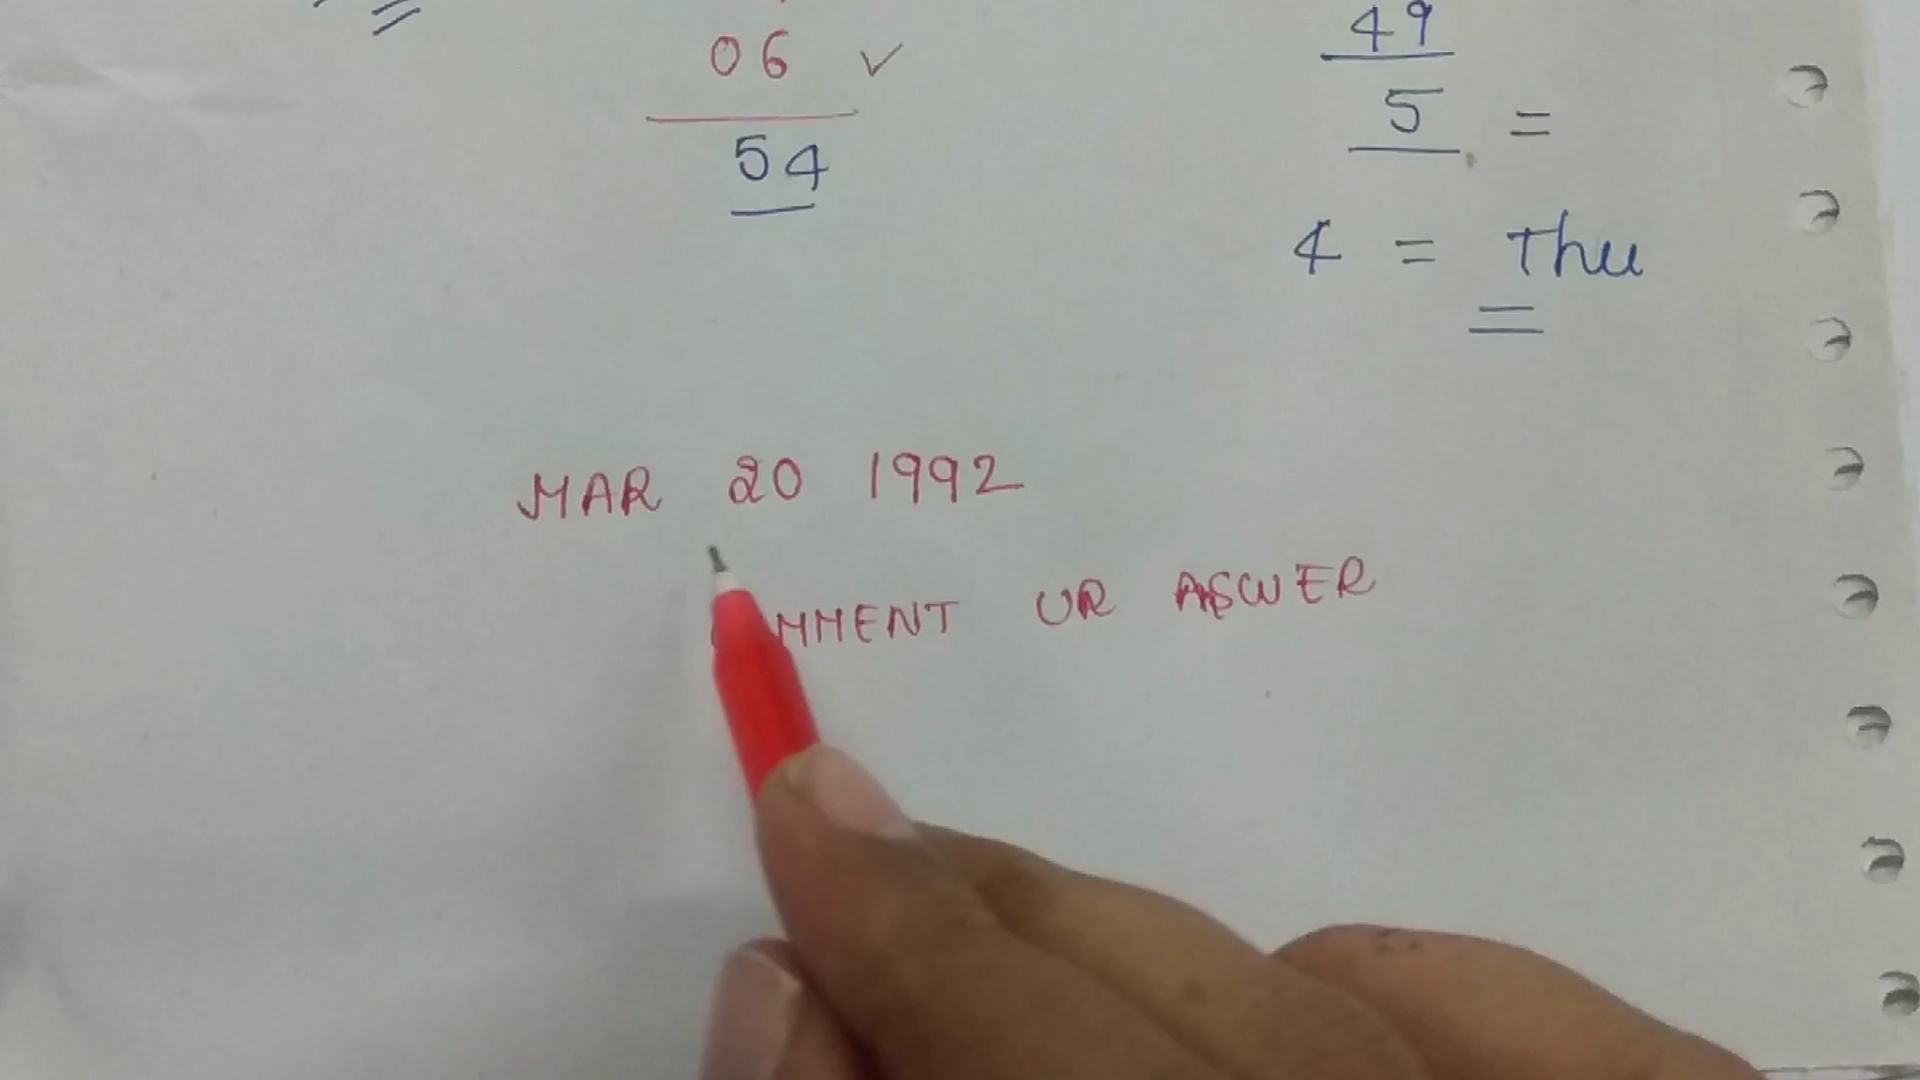 49
06 ✓
5 =
54
4 = Thu
MAR 20 1992
MMENT UR ASWER